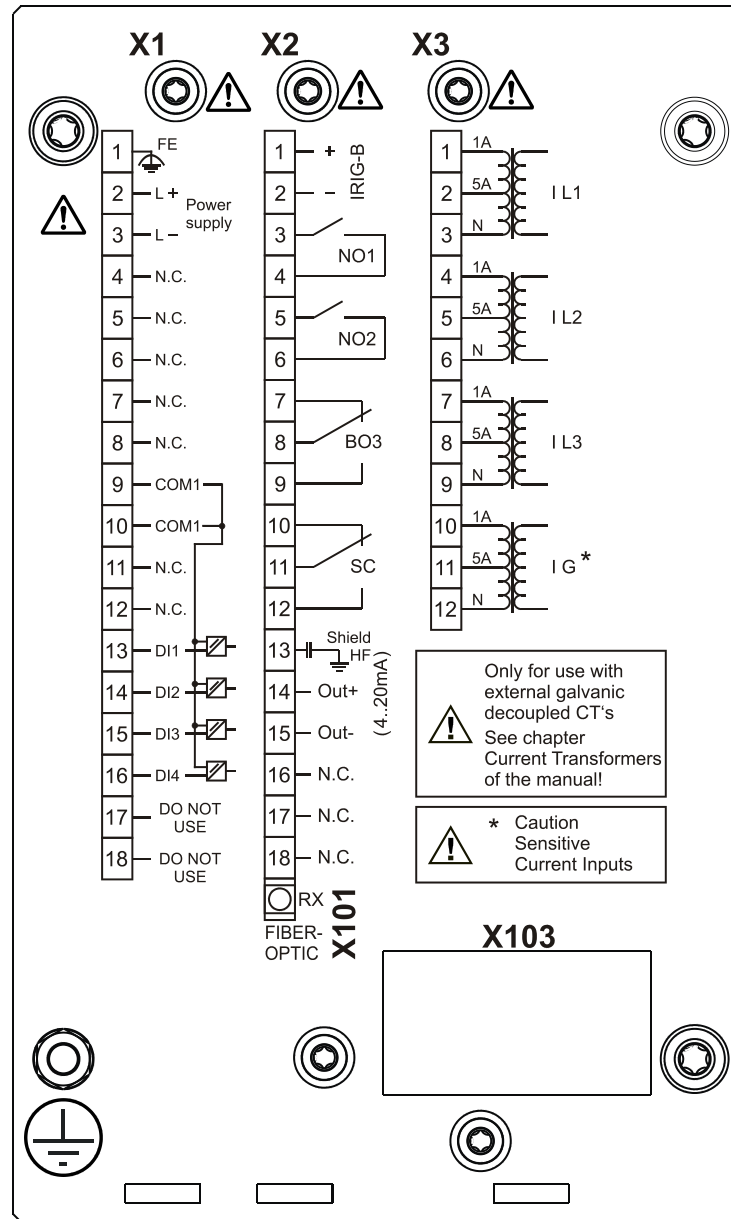 X1 X2 X3
1 FE
2 L+
Power
supply
3 L−
4 N.C.
5 N.C.
6 N.C.
7 N.C.
8 N.C.
9 COM1
10 COM1
11 N.C.
12 N.C.
13 DI1
14 DI2
15 DI3
16 DI4
17 DO NOT
USE
18 DO NOT
USE
1 +
2 −
IRIG-B
3
NO1
4
5
NO2
6
7
8 BO3
9
10
11 SC
12
13 Shield
HF
14 Out+
15 Out-
(4..20mA)
16 N.C.
17 N.C.
18 N.C.
RX
FIBER-
OPTIC
X101
1 1A
2 5A I L1
3 N
4 1A
5 5A I L2
6 N
7 1A
8 5A I L3
9 N
10 1A
11 5A I G *
12 N
Only for use with
external galvanic
decoupled CT‘s
See chapter
Current Transformers
of the manual!
* Caution
Sensitive
Current Inputs
X103